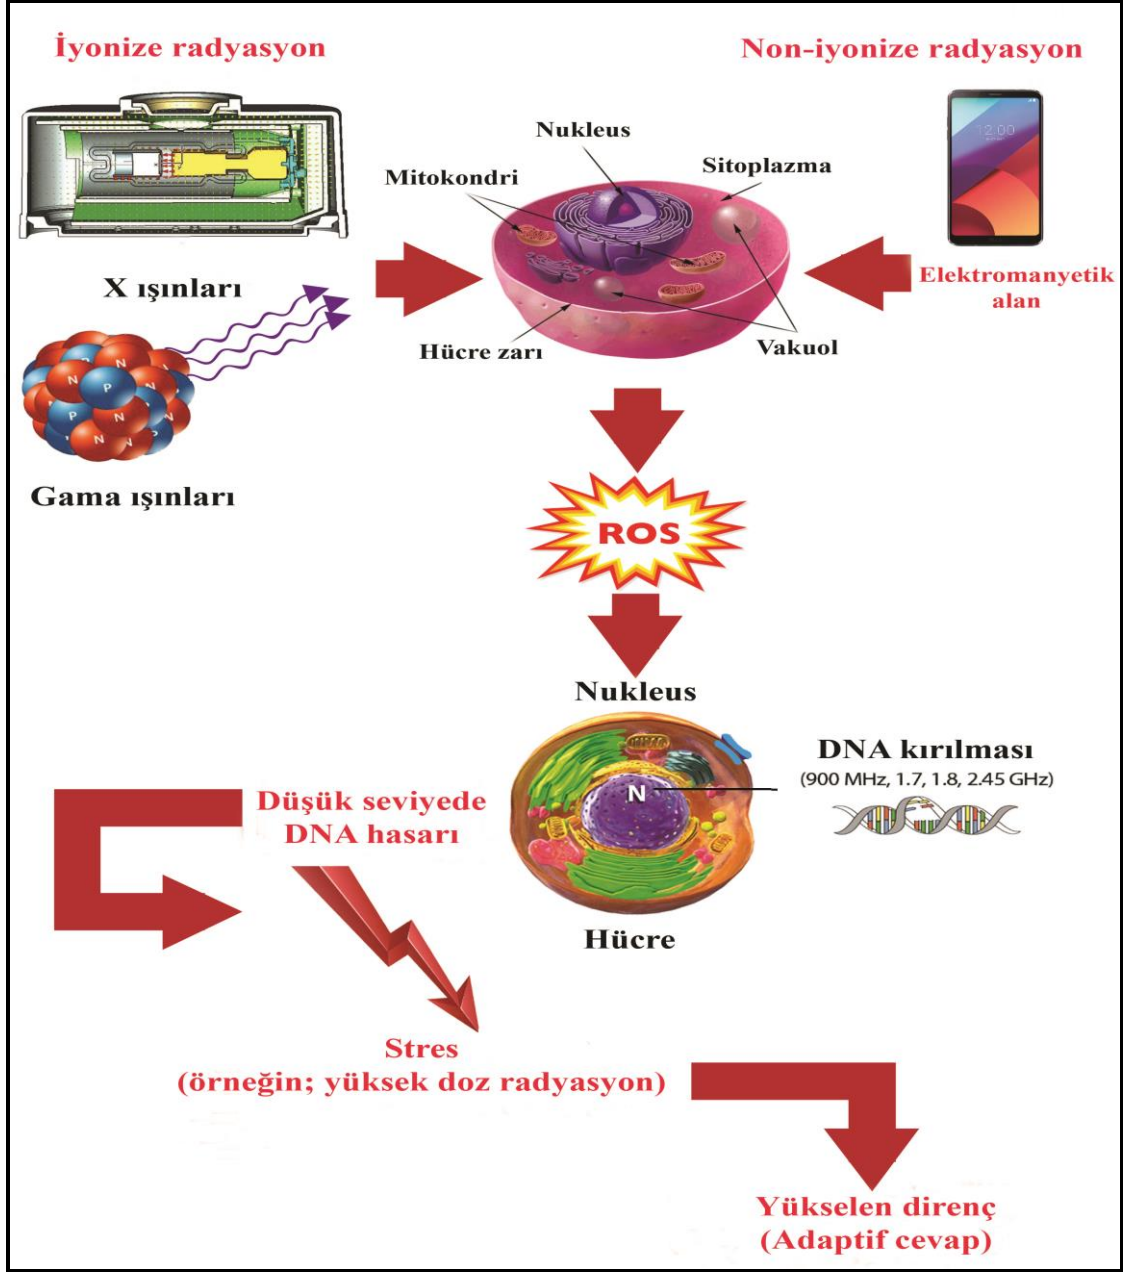 İyonize radyasyon
Non-iyonize radyasyon
12:00
Nukleus
Mitokondri
Sitoplazma
X ışınları
Elektromanyetik
alan
Hücre zarı
Vakuol
N
N
N
P
N
P
N
P
N
P
N
Gama ışınları
ROS
Nukleus
N
DNA kırılması
(900 MHz, 1.7, 1.8, 2.45 GHz)
Düşük seviyede
DNA hasarı
Hücre
Stres
(örneğin; yüksek doz radyasyon)
Yükselen direnç
(Adaptif cevap)